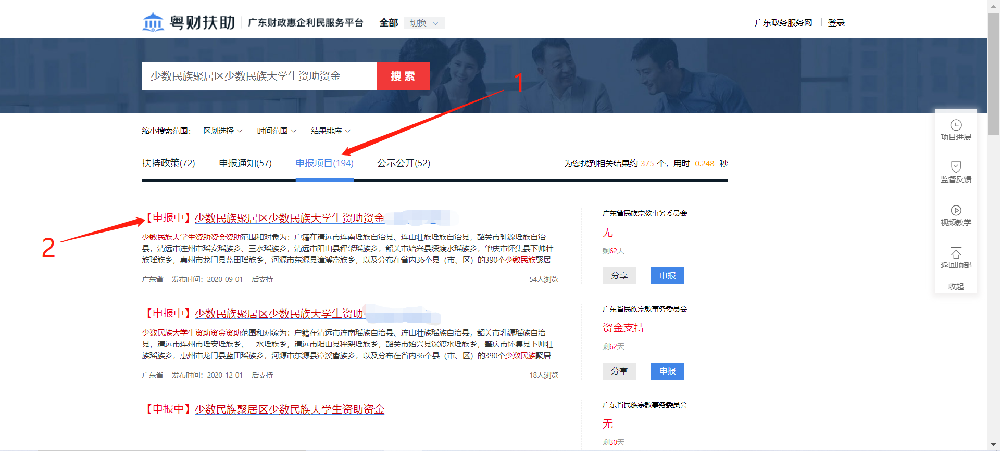 粤财扶助 广东财政惠企利民服务平台 全部 切换 广东政务服务网 登录
少数民族聚居区少数民族大学生资助资金 搜 索
1
缩小搜索范围： 区划选择 时间范围 结果排序
扶持政策(72) 申报通知(57) 申报项目(194) 公示公开(52) 为您找到相关结果约 375 个，用时 0.248 秒
2
【申报中】少数民族聚居区少数民族大学生资助资金
少数民族大学生资助资金资助范围和对象为：户籍在清远市连南瑶族自治县、连山壮族瑶族自治县，韶关市乳源瑶族自治
县，清远市连州市瑶安瑶族乡、三水瑶族乡，清远市阳山县秤架瑶族乡，韶关市始兴县深渡水瑶族乡，肇庆市怀集县下帅壮
族瑶族乡，惠州市龙门县蓝田瑶族乡，河源市东源县漳溪畲族乡，以及分布在省内36个县（市、区）的390个少数民族聚居
广东省 发布时间：2020-09-01 后支持 54人浏览
广东省民族宗教事务委员会
无
剩62天
分享 申报
【申报中】少数民族聚居区少数民族大学生资助
少数民族大学生资助资金资助范围和对象为：户籍在清远市连南瑶族自治县、连山壮族瑶族自治县，韶关市乳源瑶族自治
县，清远市连州市瑶安瑶族乡、三水瑶族乡，清远市阳山县秤架瑶族乡，韶关市始兴县深渡水瑶族乡，肇庆市怀集县下帅壮
族瑶族乡，惠州市龙门县蓝田瑶族乡，河源市东源县漳溪畲族乡，以及分布在省内36个县（市、区）的390个少数民族聚居
广东省 发布时间：2020-12-01 后支持 18人浏览
广东省民族宗教事务委员会
资金支持
剩62天
分享 申报
【申报中】少数民族聚居区少数民族大学生资助资金
广东省民族宗教事务委员会
无
剩30天
项目进展
监督反馈
视频教学
返回顶部
收起